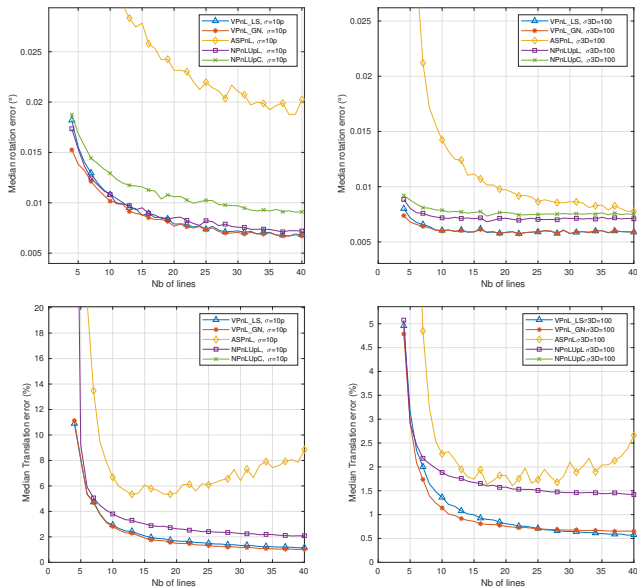 0.025
0.02
0.015
0.01
0.005
Median rotation error (°)
5 10 15 20 25 30 35 40
Nb of lines
VPnL_LS, σ=10p
VPnL_GN, σ=10p
ASPnL, σ=10p
NPnLUpL, σ=10p
NPnLUpC, σ=10p
0.025
0.02
0.015
0.01
0.005
Median rotation error (°)
5 10 15 20 25 30 35 40
Nb of lines
VPnL_LS, σ3D=100
VPnL_GN, σ3D=100
ASPnL, σ3D=100
NPnLUpL, σ3D=100
NPnLUpC, σ3D=100
20
18
16
14
12
10
8
6
4
2
0
Median Translation error (%)
5 10 15 20 25 30 35 40
Nb of lines
VPnL_LS, σ=10p
VPnL_GN, σ=10p
ASPnL, σ=10p
NPnLUpL, σ=10p
NPnLUpC, σ=10p
5
4.5
4
3.5
3
2.5
2
1.5
1
0.5
0
Median Translation error (%)
5 10 15 20 25 30 35 40
Nb of lines
VPnL_LSσ3D=100
VPnL_GNσ3D=100
ASPnLσ3D=100
NPnLUpLσ3D=100
NPnLUpCσ3D=100